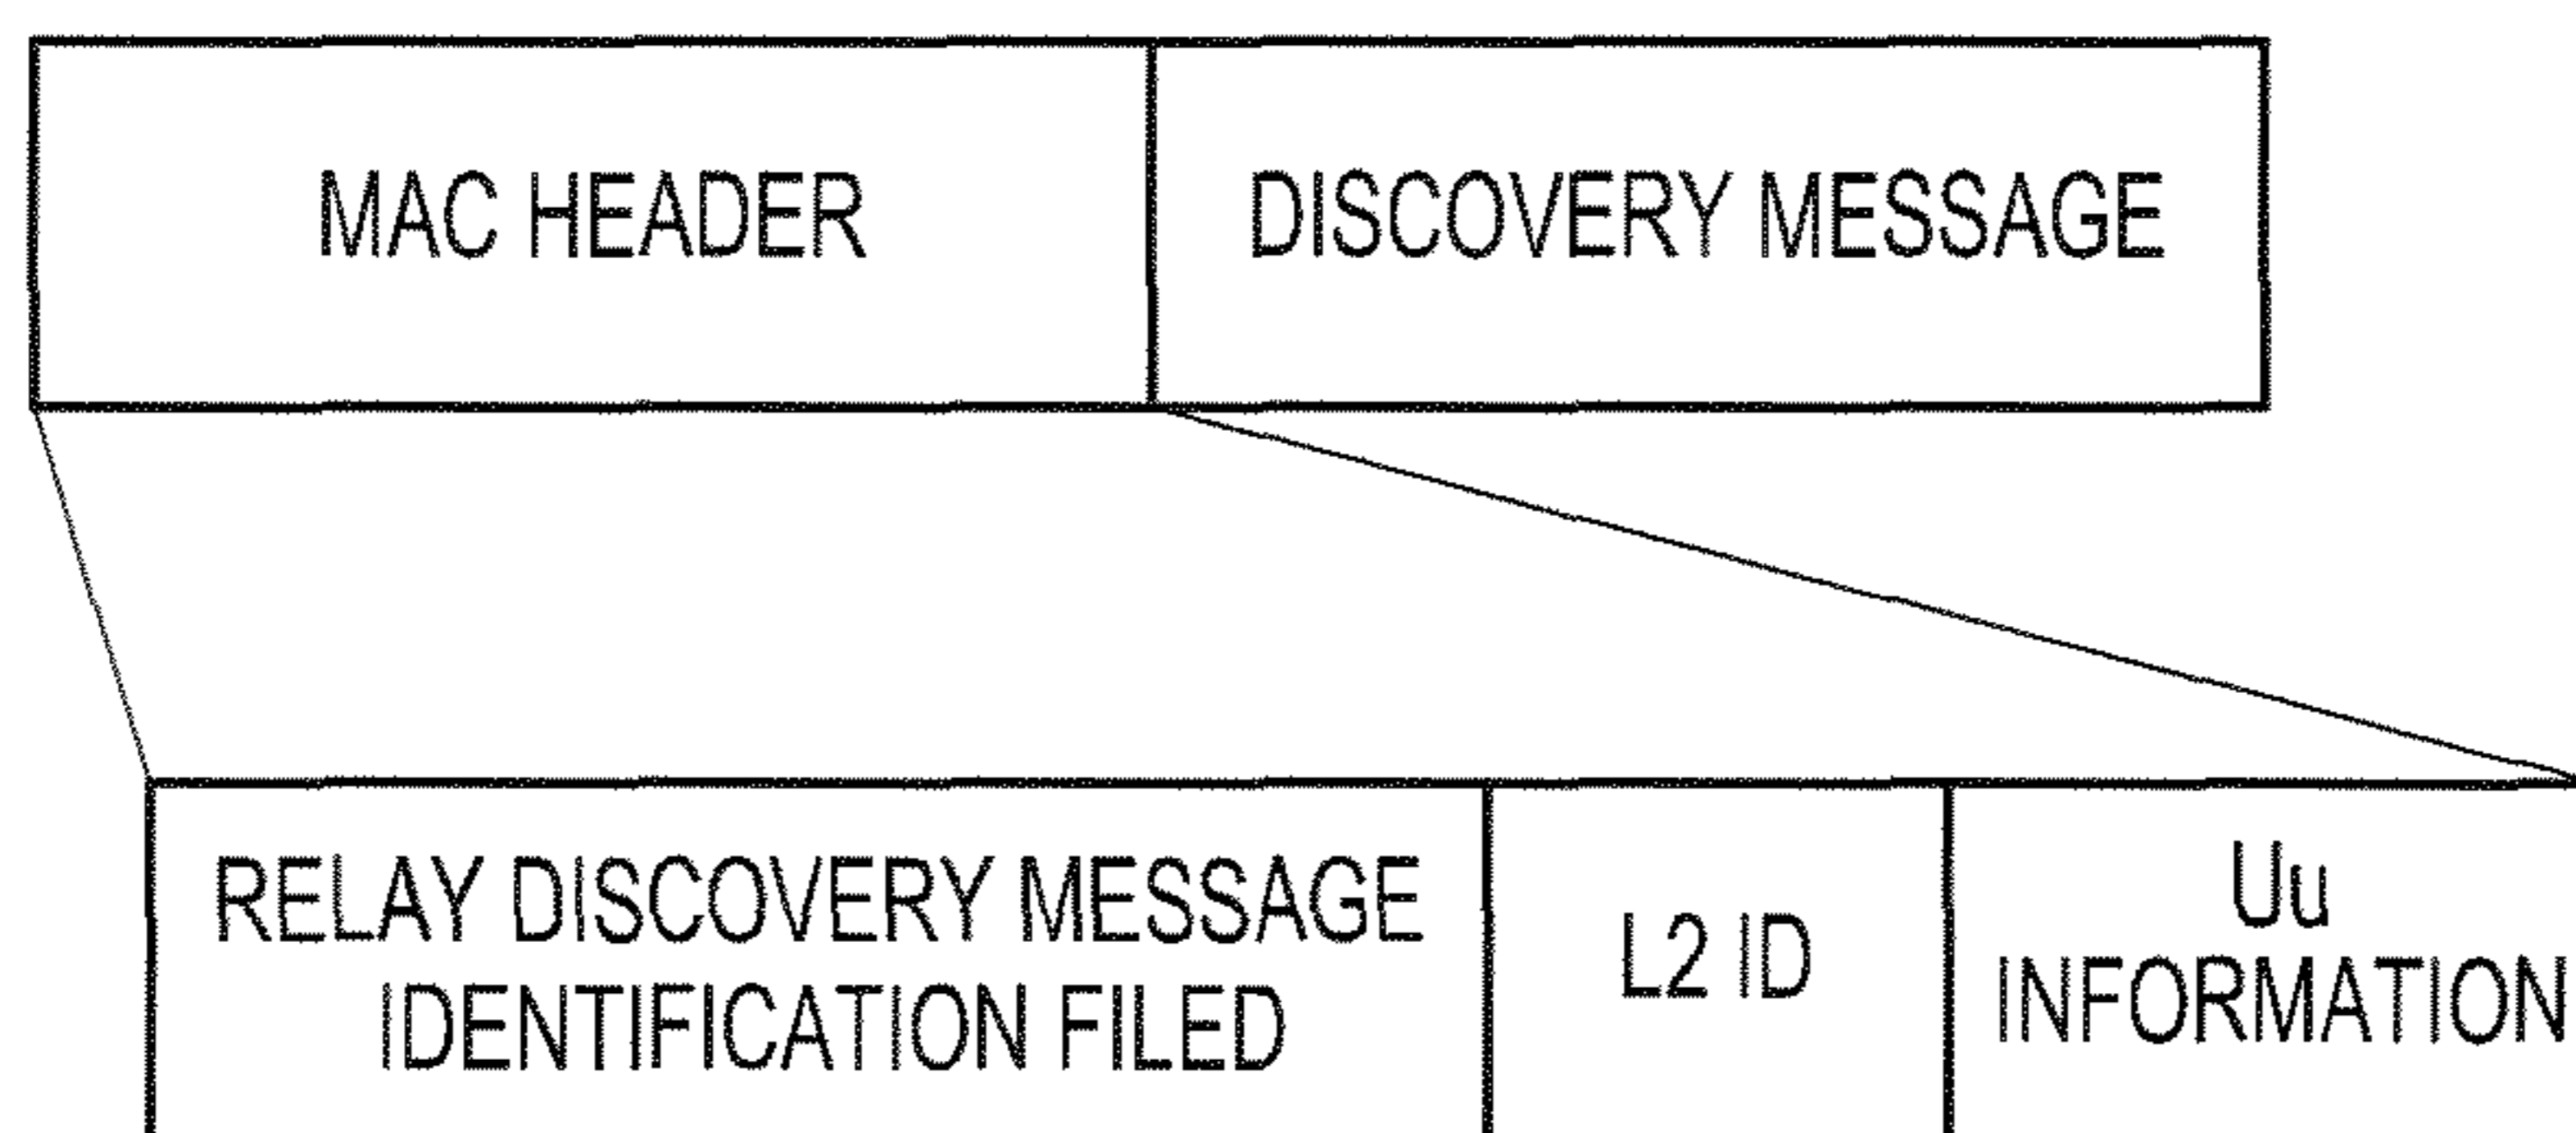 MAC HEADER
DISCOVERY MESSAGE
RELAY DISCOVERY MESSAGE
IDENTIFICATION FILED
L2 ID
Uu
INFORMATION